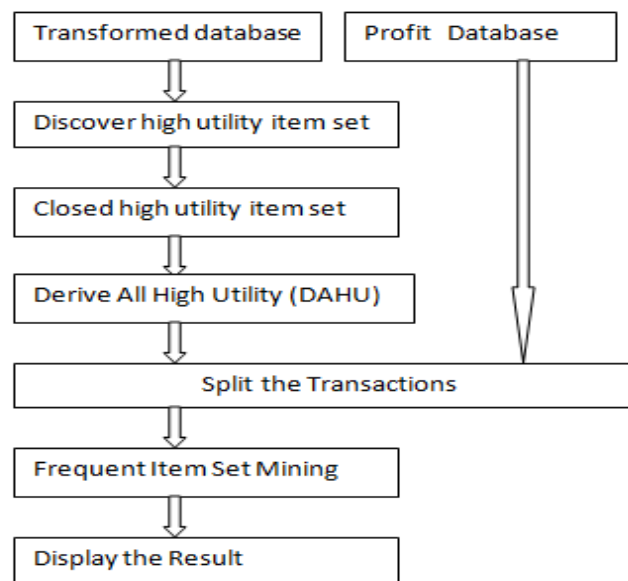 Transformed database
Profit Database
Discover high utility item set
Closed high utility item set
Derive All High Utility (DAHU)
Split the Transactions
Frequent Item Set Mining
Display the Result